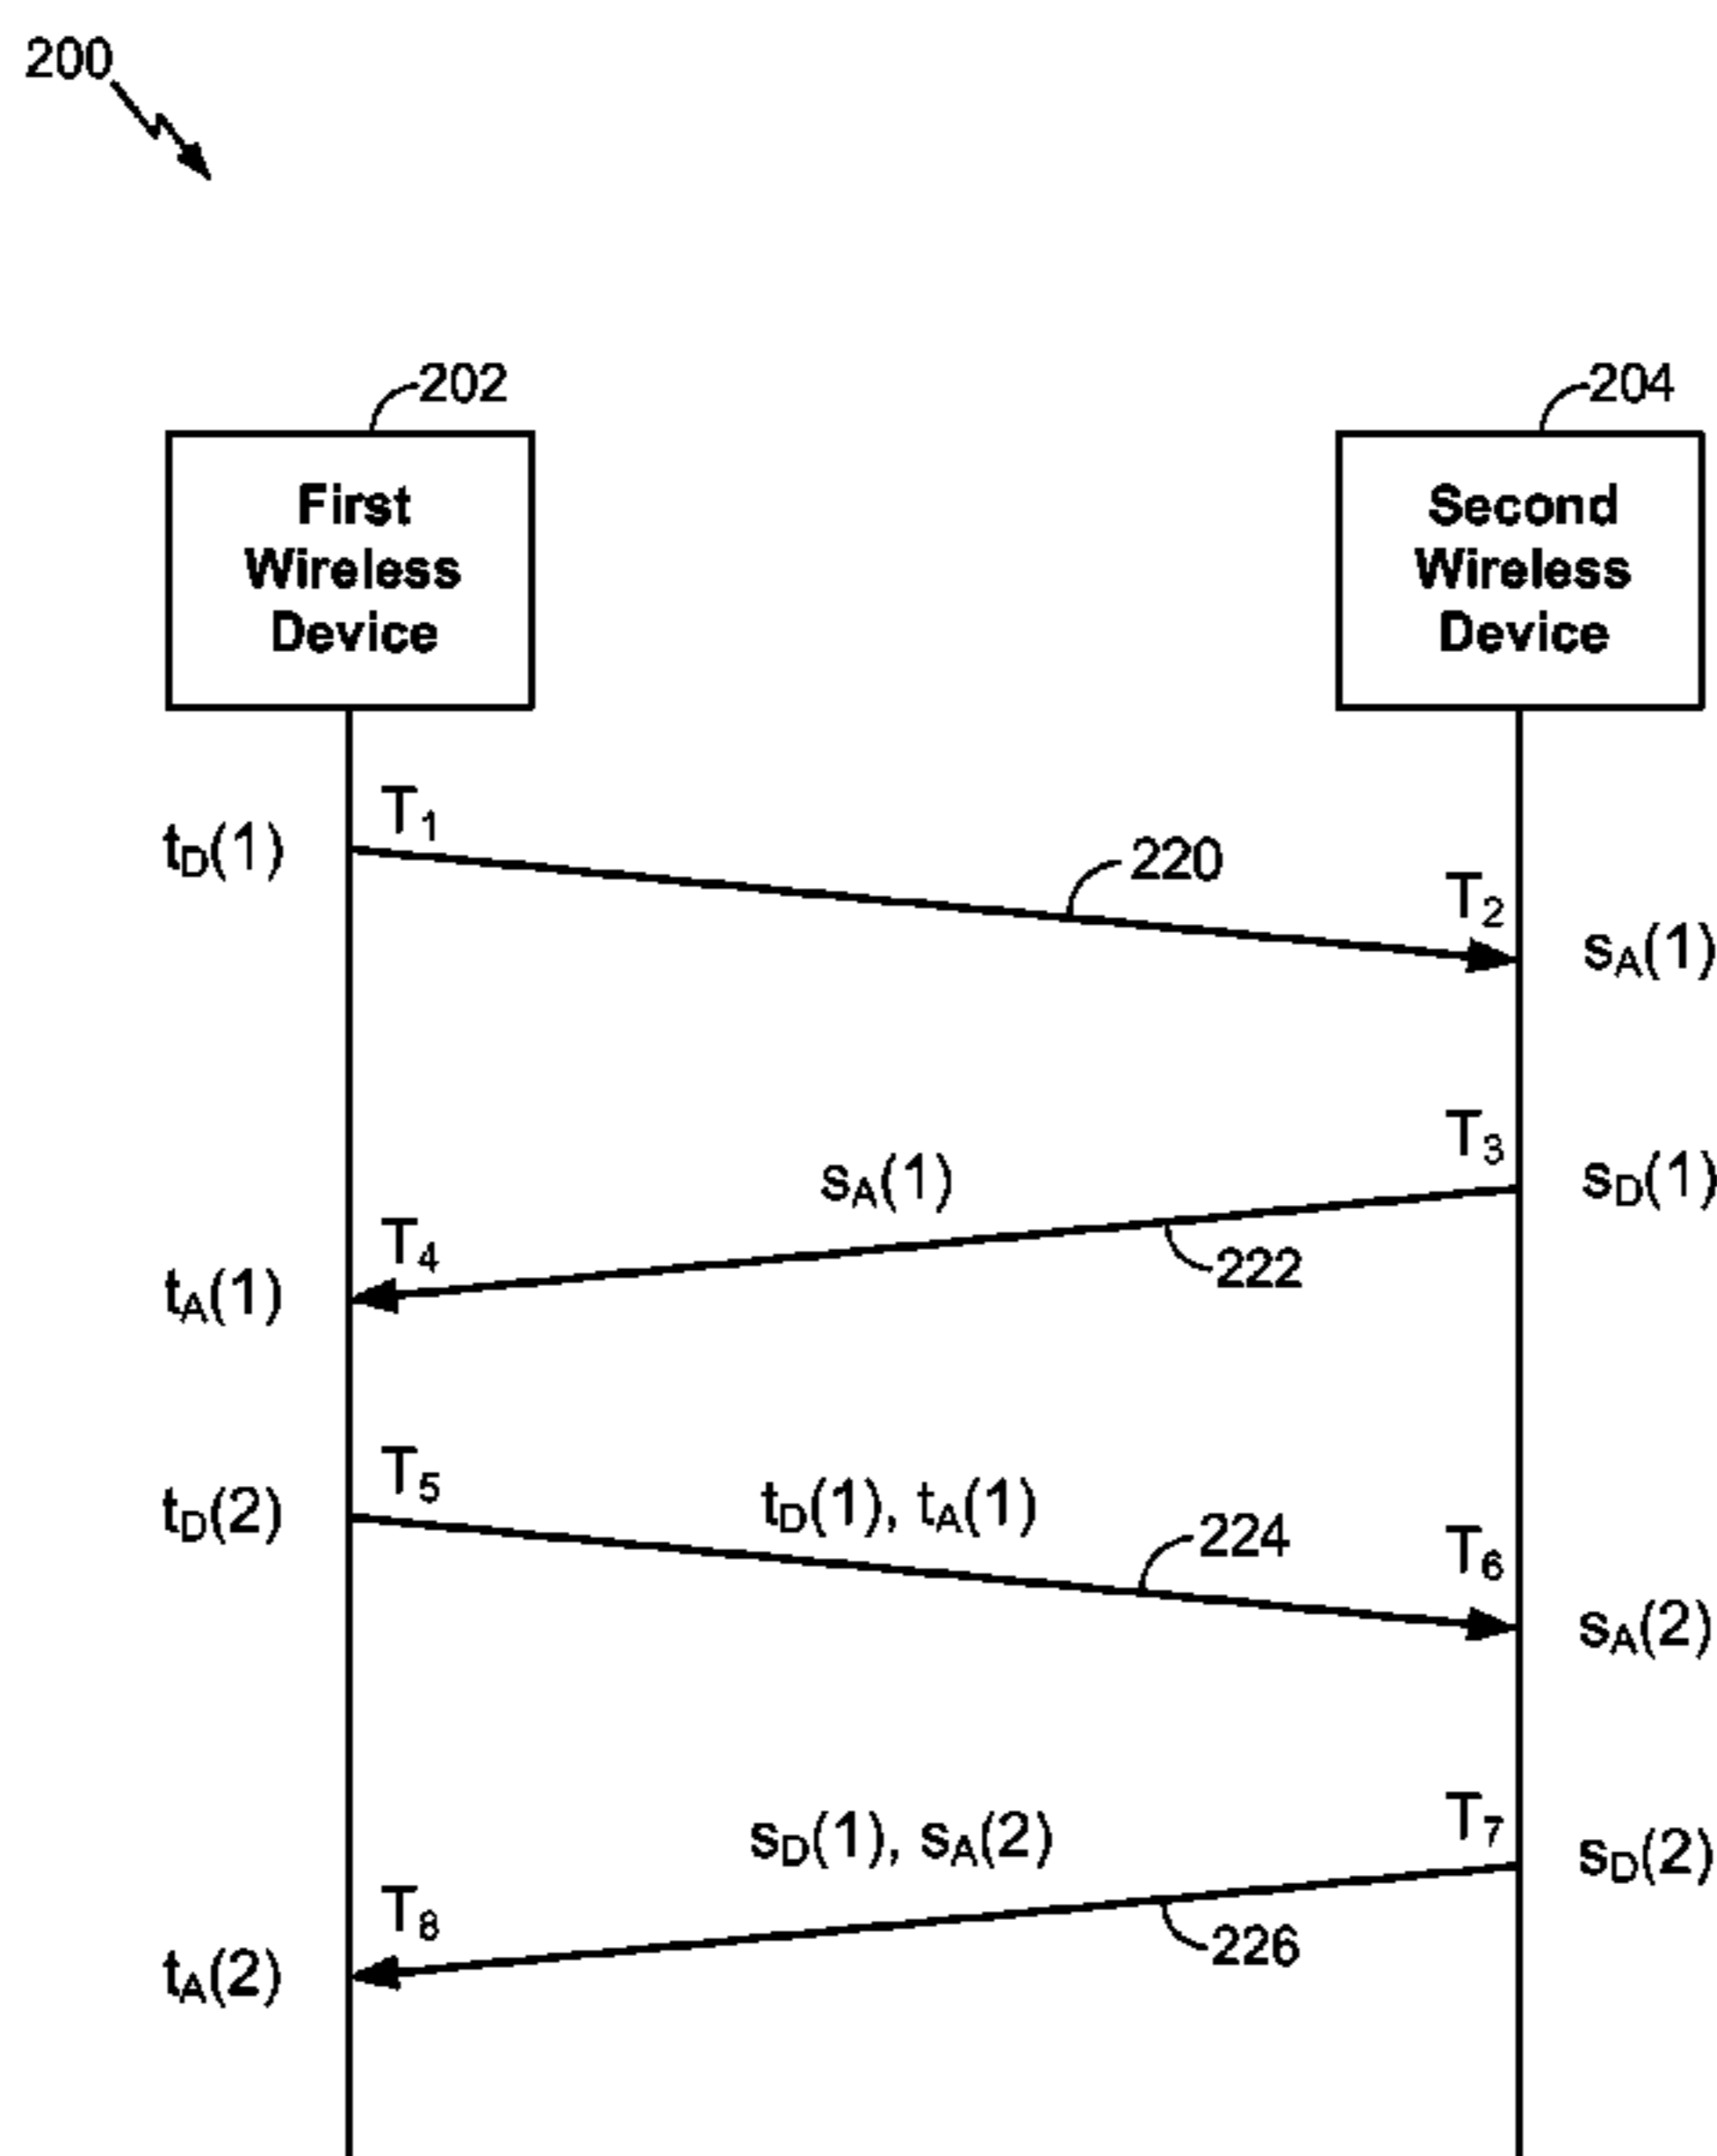 200
202
204
First
Wireless
Device
Second
Wireless
Device
T1
tD(1)
220
T2
sA(1)
T3
sA(1)
sD(1)
T4
222
tA(1)
T5
tD(1), tA(1)
tD(2)
224
T6
sA(2)
T7
sD(1), sA(2)
sD(2)
T8
226
tA(2)